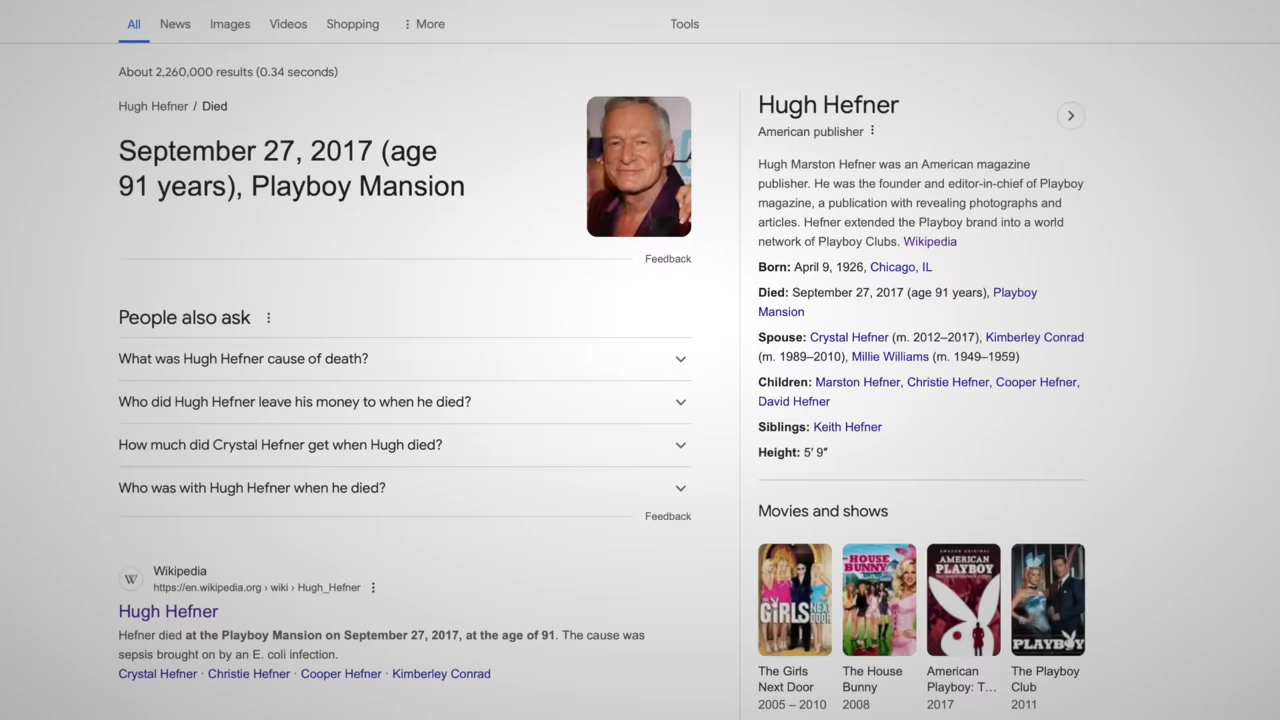 All
News
Images
Videos
Shopping
More
Tools
About 2,260,000 results (0.34 seconds)
Hugh Hefner / Died
September 27, 2017 (age
91 years), Playboy Mansion
Feedback
People also ask
What was Hugh Hefner cause of death?
Who did Hugh Hefner leave his money to when he died?
How much did Crystal Hefner get when Hugh died?
Who was with Hugh Hefner when he died?
Feedback
W
Wikipedia
https://en.wikipedia.org › wiki › Hugh_Hefner
Hugh Hefner
Hefner died at the Playboy Mansion on September 27, 2017, at the age of 91. The cause was
sepsis brought on by an E. coli infection.
Crystal Hefner · Christie Hefner · Cooper Hefner · Kimberley Conrad
Hugh Hefner
American publisher
Hugh Marston Hefner was an American magazine
publisher. He was the founder and editor-in-chief of Playboy
magazine, a publication with revealing photographs and
articles. Hefner extended the Playboy brand into a world
network of Playboy Clubs. Wikipedia
Born: April 9, 1926, Chicago, IL
Died: September 27, 2017 (age 91 years), Playboy
Mansion
Spouse: Crystal Hefner (m. 2012–2017), Kimberley Conrad
(m. 1989–2010), Millie Williams (m. 1949–1959)
Children: Marston Hefner, Christie Hefner, Cooper Hefner,
David Hefner
Siblings: Keith Hefner
Height: 5′ 9″
Movies and shows
THE
GIRLS NEXT
DOOR
THE HOUSE
BUNNY
AMERICAN
PLAYBOY
PLAYBOY
The Girls
Next Door
2005 – 2010
The House
Bunny
2008
American
Playboy: T...
2017
The Playboy
Club
2011